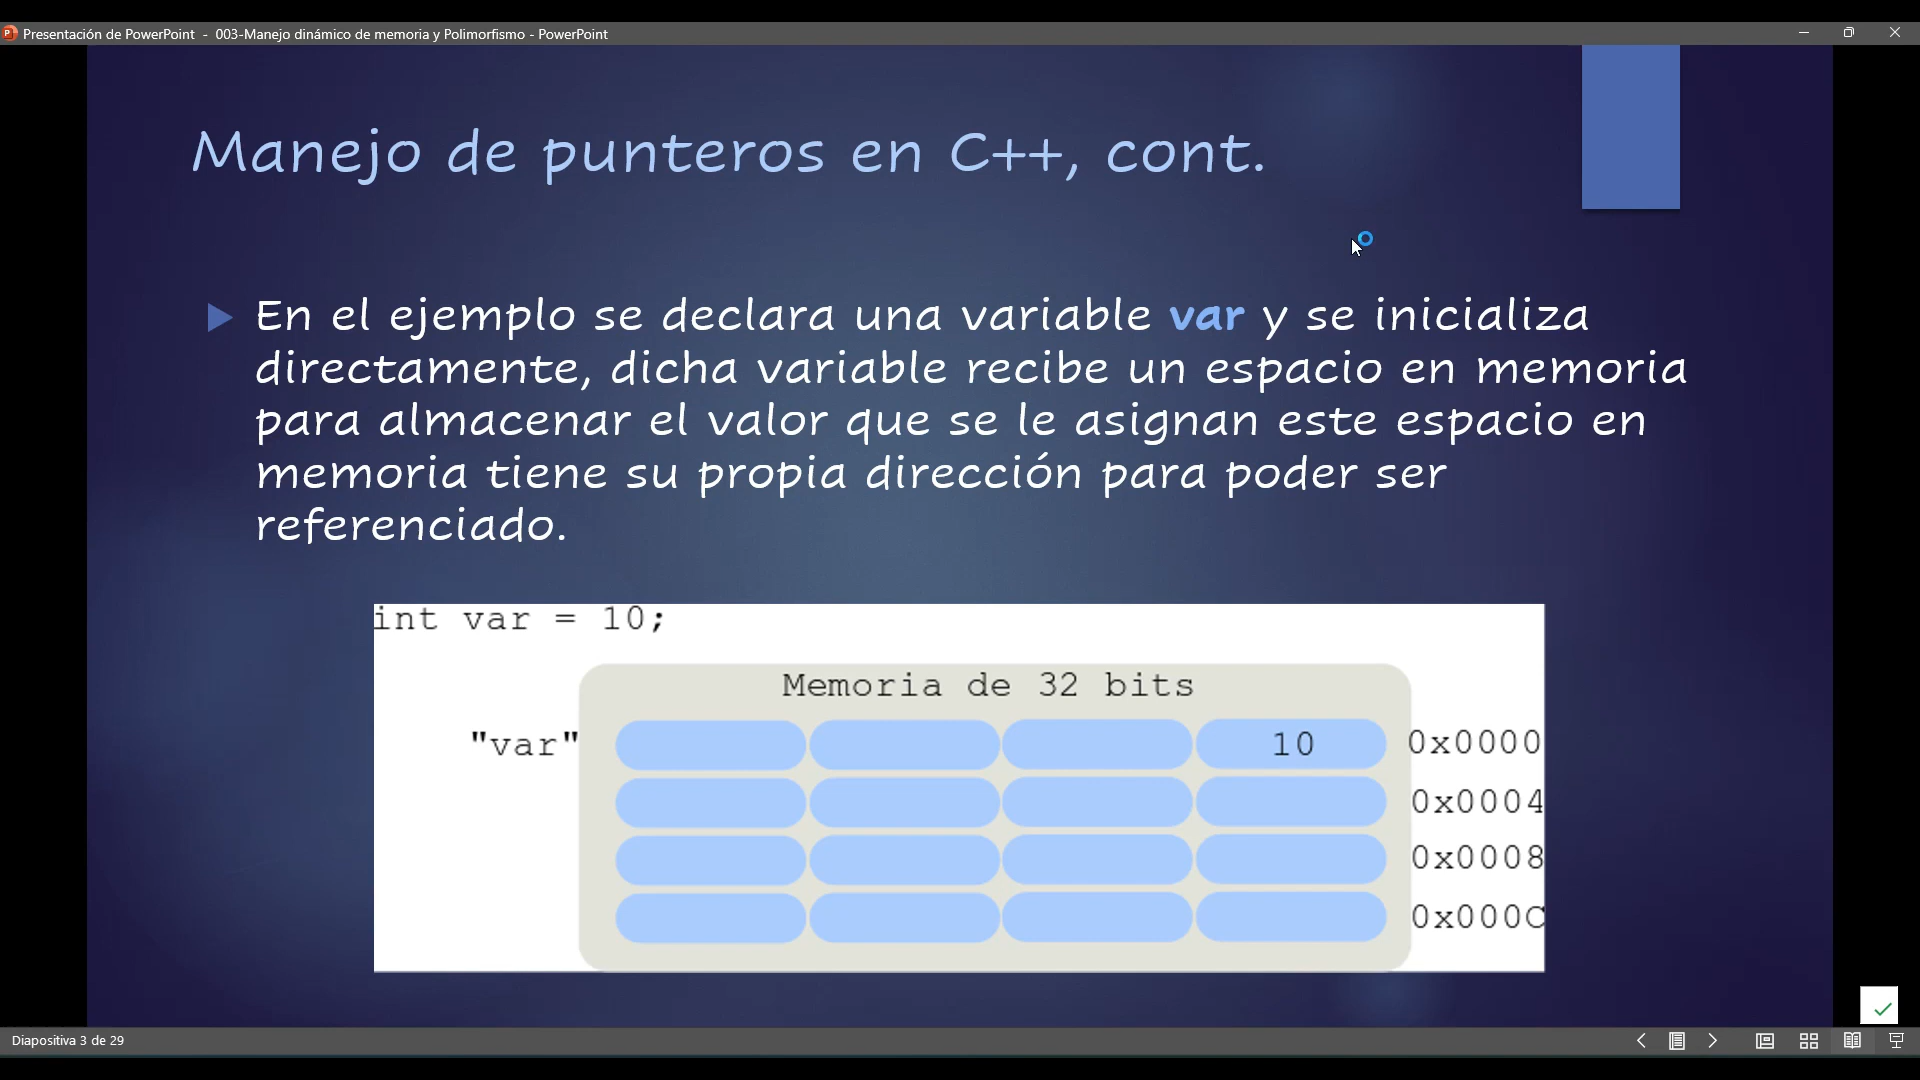 Presentación de PowerPoint - 003-Manejo dinámico de memoria y Polimorfismo - PowerPoint
Manejo de punteros en C++, cont.
En el ejemplo se declara una variable var y se inicializa
directamente, dicha variable recibe un espacio en memoria
para almacenar el valor que se le asignan este espacio en
memoria tiene su propia dirección para poder ser
referenciado.
int var = 10;
Memoria de 32 bits
"var" 10 0x0000
0x0004
0x0008
0x000C
Diapositiva 3 de 29